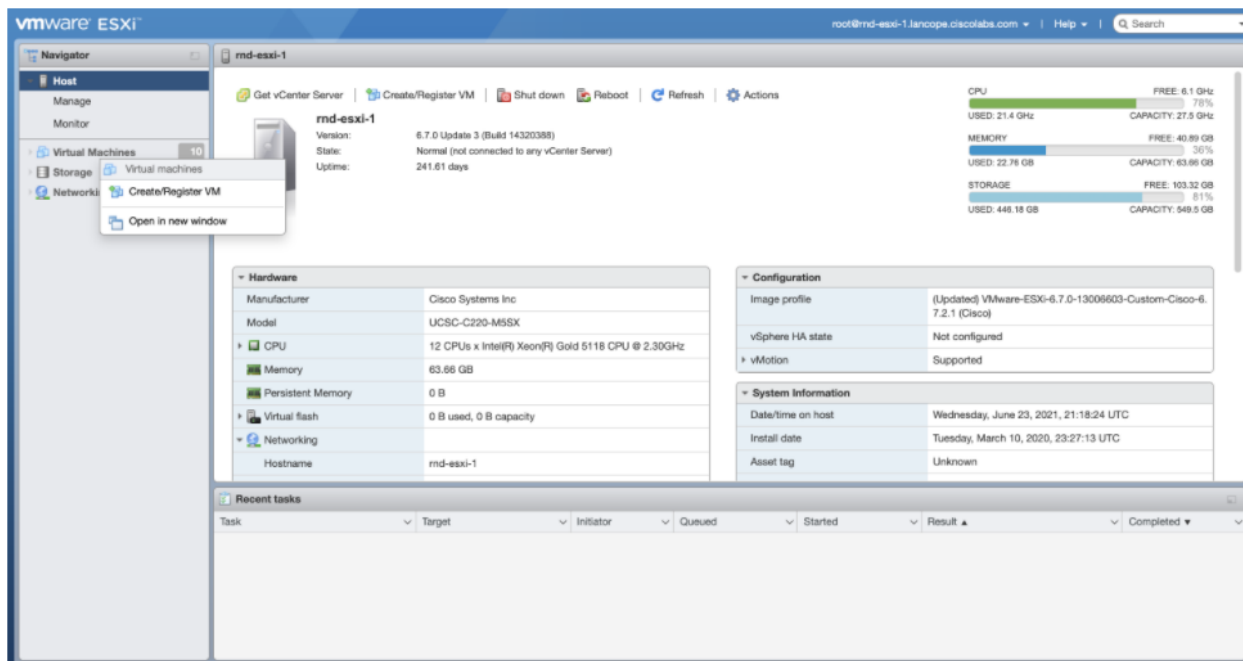 vmware ESXi
root@rnd-esxi-1.lancope.ciscolabs.com | Help | Search
Navigator
Host
Manage
Monitor
Virtual Machines 10
Storage
Virtual machines
Create/Register VM
Open in new window
rnd-esxi-1
Get vCenter Server | Create/Register VM | Shut down Reboot | Refresh | Actions
rnd-esxi-1
Version: 6.7.0 Update 3 (Build 14320388)
State: Normal (not connected to any vCenter Server)
Uptime: 241.61 days
CPU FREE: 6.1 GHz
78%
USED: 21.4 GHz CAPACITY: 27.5 GHz
MEMORY FREE: 40.89 GB
36%
USED: 22.76 GB CAPACITY: 63.66 GB
STORAGE FREE: 103.32 GB
81%
USED: 446.18 GB CAPACITY: 549.5 GB
Hardware
Manufacturer Cisco Systems Inc
Model UCSC-C220-M5SX
CPU 12 CPUs x Intel(R) Xeon(R) Gold 5118 CPU @ 2.30GHz
Memory 63.66 GB
Persistent Memory 0 B
Virtual flash 0 B used, 0 B capacity
Networking
Hostname rnd-esxi-1
Configuration
Image profile (Updated) VMware-ESXi-6.7.0-13006603-Custom-Cisco-6.
7.2.1 (Cisco)
vSphere HA state Not configured
vMotion Supported
System Information
Date/time on host Wednesday, June 23, 2021, 21:18:24 UTC
Install date Tuesday, March 10, 2020, 23:27:13 UTC
Asset tag Unknown
Recent tasks
Task Target Initiator Queued Started Result Completed